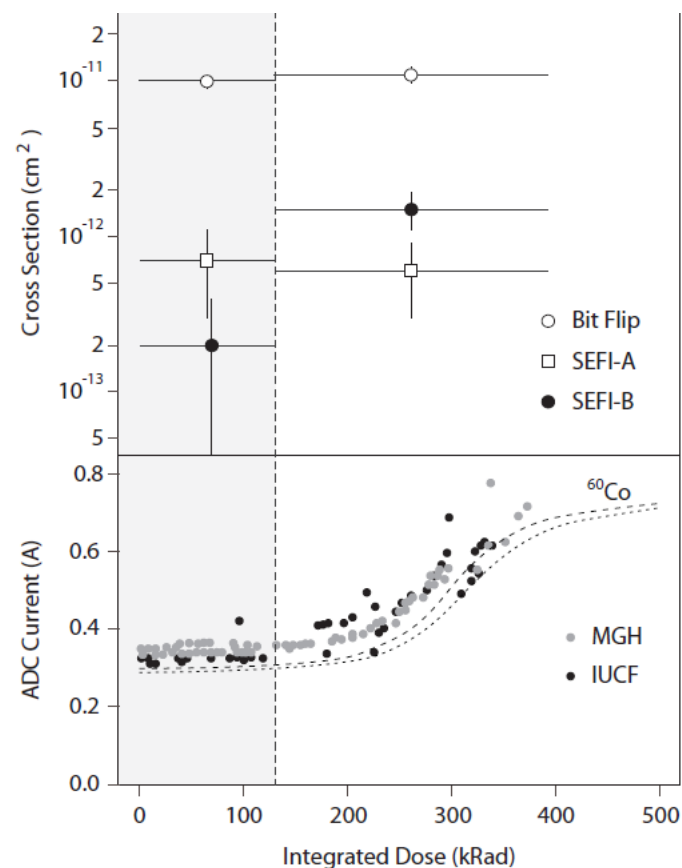 2
10⁻¹¹
5
2
10⁻¹²
5
2
10⁻¹³
5
Cross Section (cm²)
Bit Flip
SEFI-A
SEFI-B
0.8
0.6
0.4
0.2
0.0
ADC Current (A)
⁶⁰Co
MGH
IUCF
0 100 200 300 400 500
Integrated Dose (kRad)